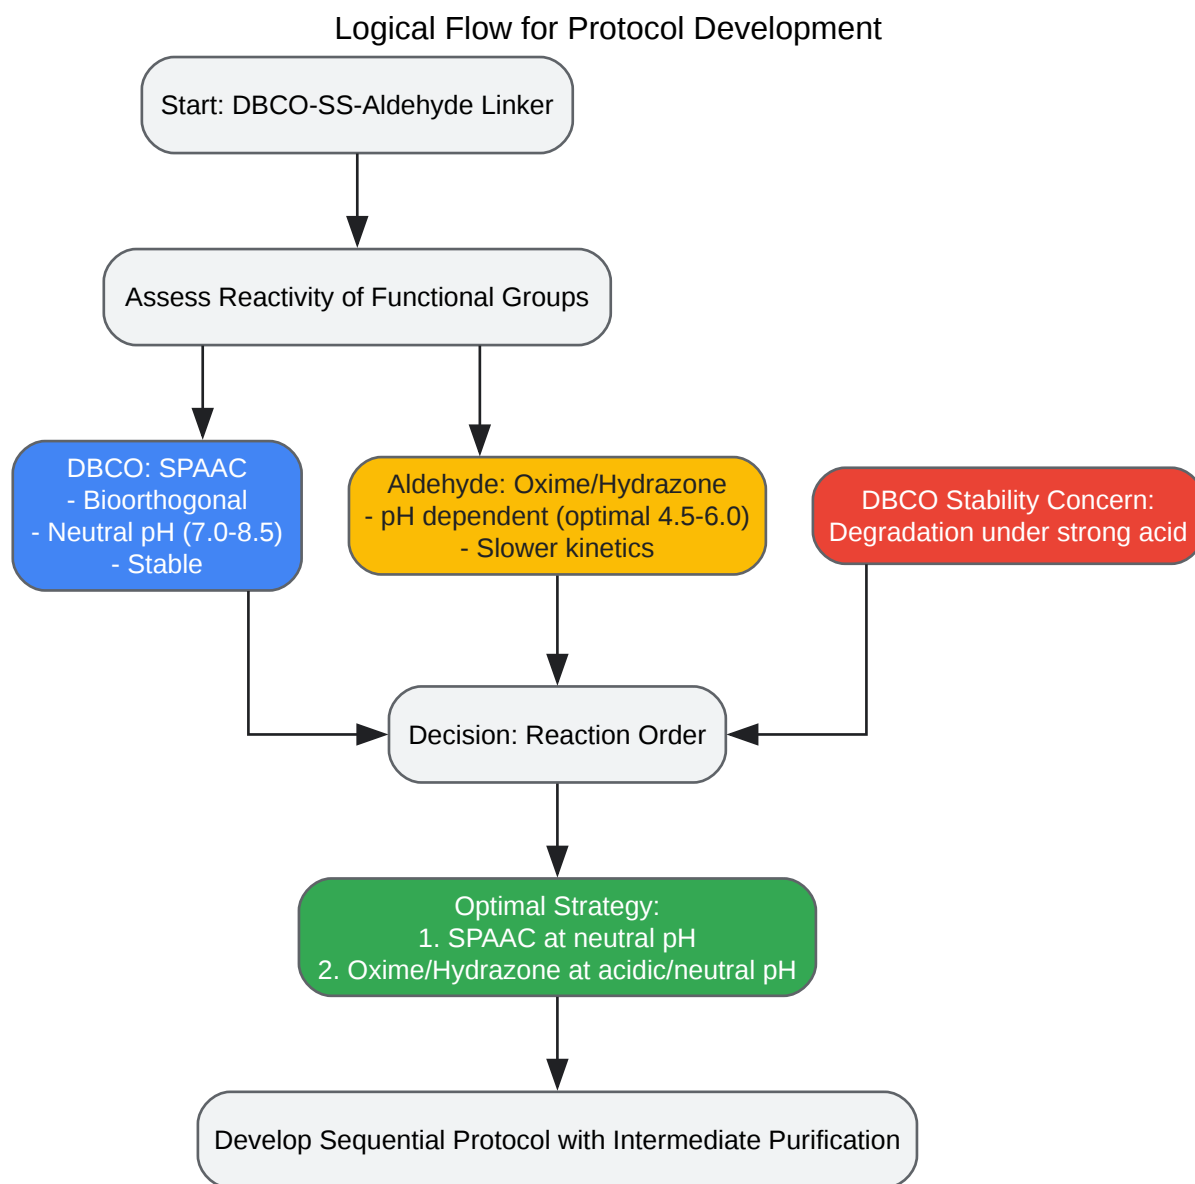 Logical Flow for Protocol Development
Start: DBCO-SS-Aldehyde Linker
Assess Reactivity of Functional Groups
DBCO: SPAAC
- Bioorthogonal
- Neutral pH (7.0-8.5)
- Stable
Aldehyde: Oxime/Hydrazone
- pH dependent (optimal 4.5-6.0)
- Slower kinetics
DBCO Stability Concern:
Degradation under strong acid
Decision: Reaction Order
Optimal Strategy:
1. SPAAC at neutral pH
2. Oxime/Hydrazone at acidic/neutral pH
Develop Sequential Protocol with Intermediate Purification